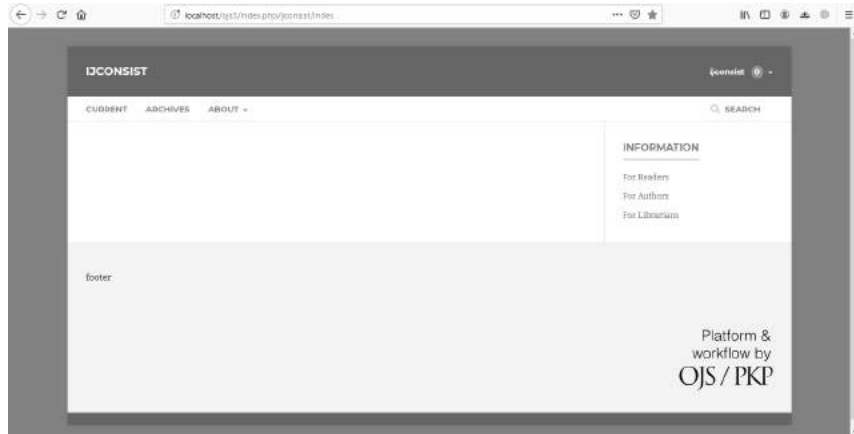 localhost/ojs3/index.php/ijconsist/index
IJCONSIST
ijconsist 0
CURRENT ARCHIVES ABOUT
SEARCH
INFORMATION
For Readers
For Authors
For Librarians
footer
Platform &
workflow by
OJS / PKP